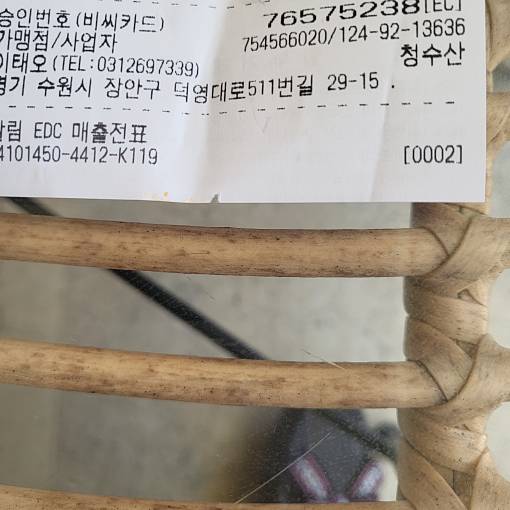 승인번호(비씨카드) 76575238[EC]
가맹점/사업자 754566020/124-92-13636
이태오(TEL:0312697339) 청수산
경기 수원시 장안구 덕영대로511번길 29-15 .
알림 EDC 매출전표
4101450-4412-K119 [0002]